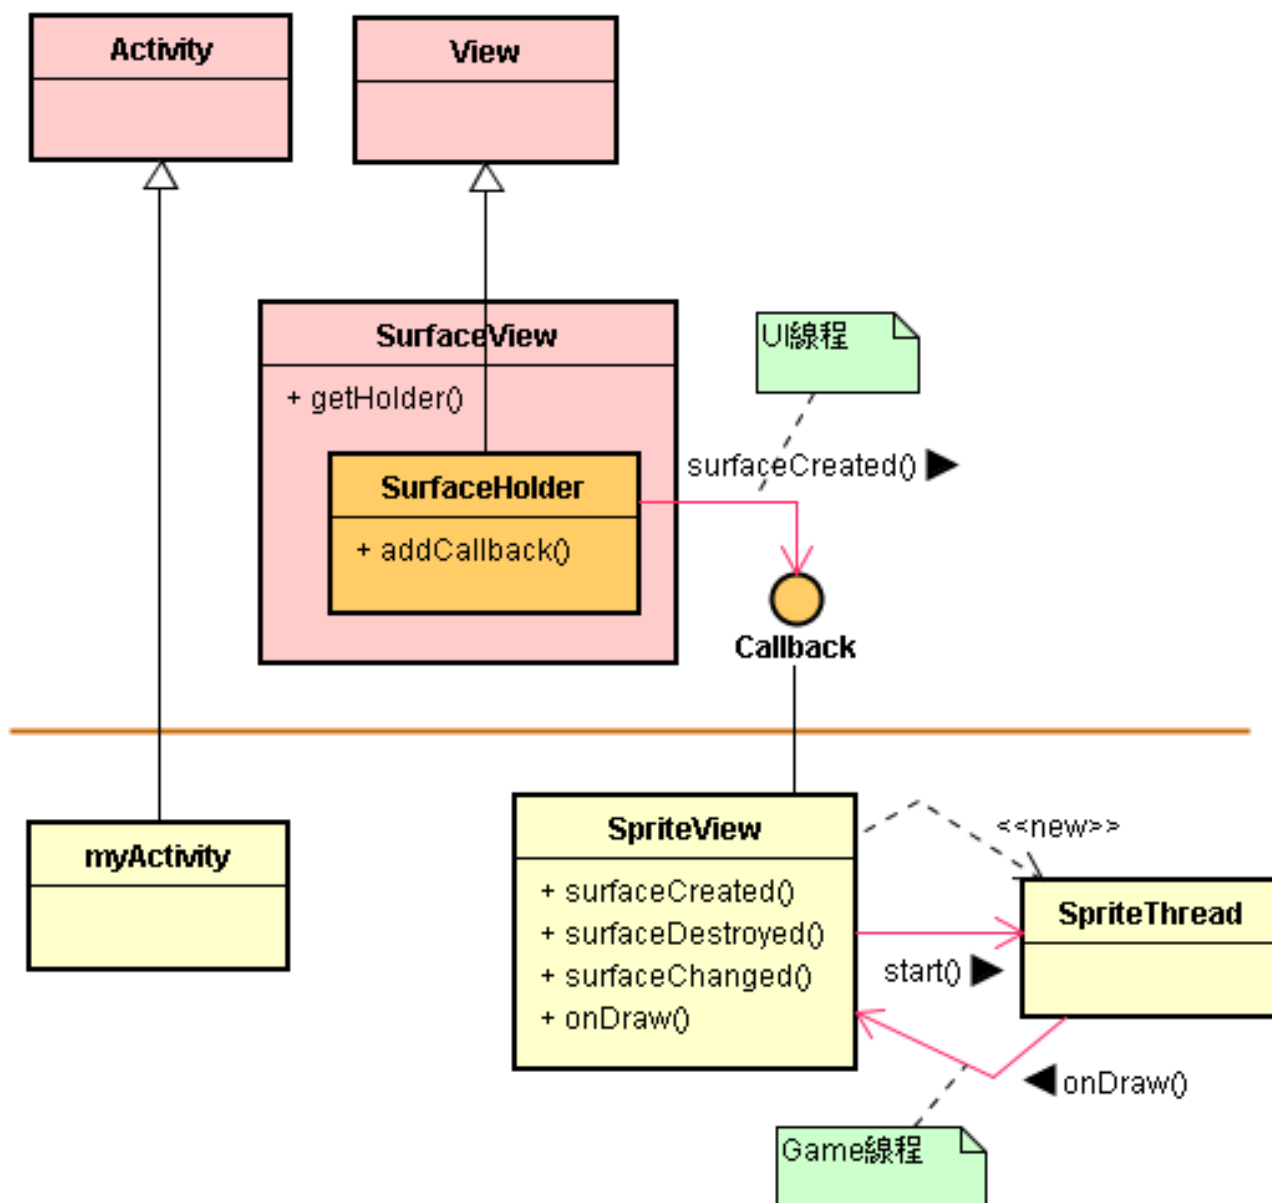 Activity
View
SurfaceView
+ getHolder()
UI線程
surfaceCreated() ▶
SurfaceHolder
+ addCallback()
Callback
myActivity
SpriteView
+ surfaceCreated()
+ surfaceDestroyed()
+ surfaceChanged()
+ onDraw()
<<new>>
SpriteThread
start() ▶
◀ onDraw()
Game線程